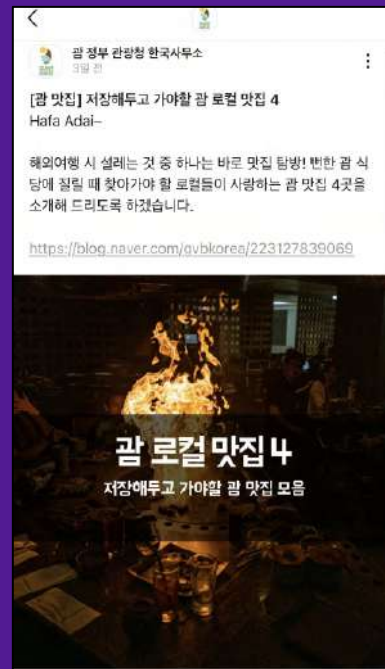 괌 정부 관광청 한국사무소
3일 전
[괌 맛집] 저장해두고 가야할 괌 로컬 맛집 4
Hafa Adai~
해외여행 시 설레는 것 중 하나는 바로 맛집 탐방! 뻔한 괌 식
당에 질릴 때 찾아가야 할 로컬들이 사랑하는 괌 맛집 4곳을
소개해 드리도록 하겠습니다.
https://blog.naver.com/gvbkorea/223127839069
괌 로컬 맛집 4
저장해두고 가야할 괌 맛집 모음